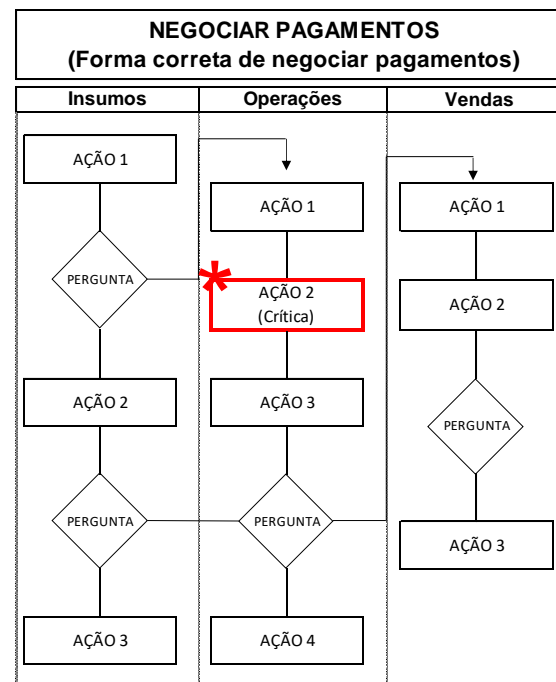 NEGOCIAR PAGAMENTOS
(Forma correta de negociar pagamentos)
Insumos
Operações
Vendas
AÇÃO 1
PERGUNTA
AÇÃO 2
PERGUNTA
AÇÃO 3
AÇÃO 1
*
AÇÃO 2
(Crítica)
AÇÃO 3
PERGUNTA
AÇÃO 4
AÇÃO 1
AÇÃO 2
PERGUNTA
AÇÃO 3